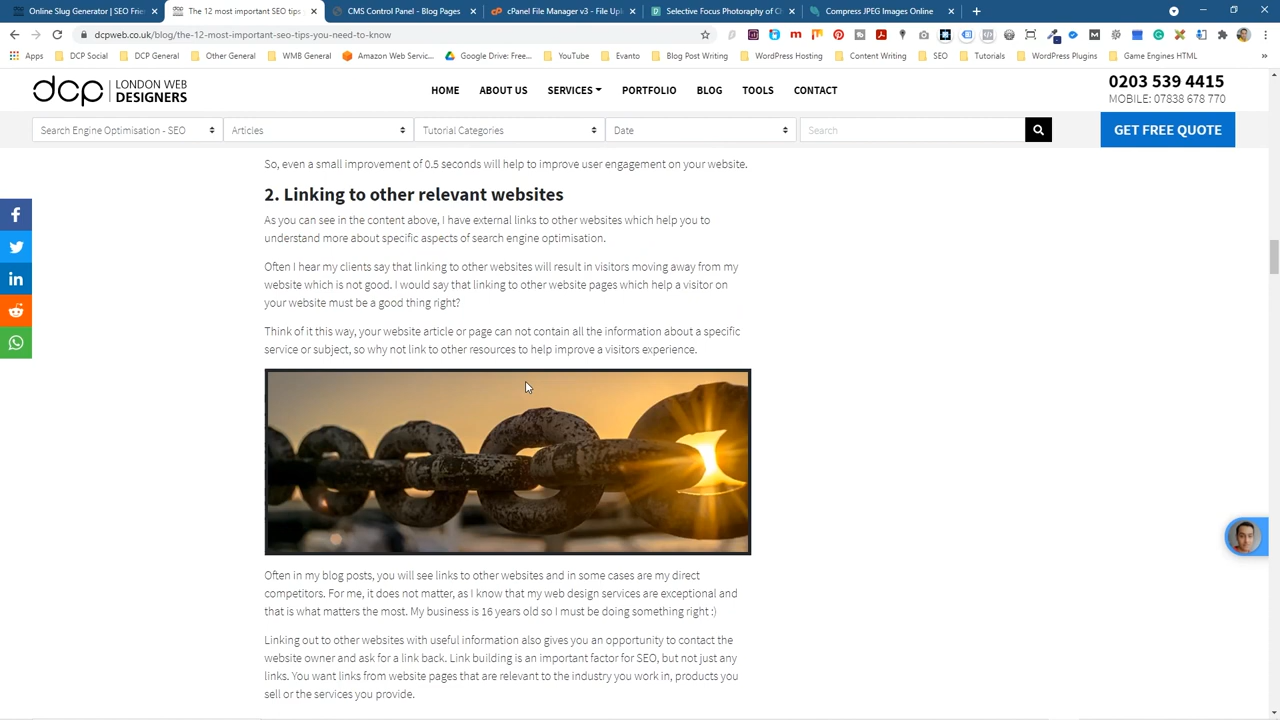 Online Slug Generator | SEO Frie
The 12 most important SEO tips
CMS Control Panel - Blog Pages
cPanel File Manager v3 - File Upl
Selective Focus Photoraphy of Ch
Compress JPEG Images Online
dcpweb.co.uk/blog/the-12-most-important-seo-tips-you-need-to-know
Apps
DCP Social
DCP General
Other General
WMB General
Amazon Web Servic...
Google Drive: Free...
YouTube
Evanto
Blog Post Writing
WordPress Hosting
Content Writing
SEO
Tutorials
WordPress Plugins
Game Engines HTML
dcp LONDON WEB
DESIGNERS
HOME ABOUT US SERVICES PORTFOLIO BLOG TOOLS CONTACT
0203 539 4415
MOBILE: 07838 678 770
Search Engine Optimisation - SEO
Articles
Tutorial Categories
Date
Search
GET FREE QUOTE
So, even a small improvement of 0.5 seconds will help to improve user engagement on your website.
2. Linking to other relevant websites
As you can see in the content above, I have external links to other websites which help you to
understand more about specific aspects of search engine optimisation.
Often I hear my clients say that linking to other websites will result in visitors moving away from my
website which is not good. I would say that linking to other website pages which help a visitor on
your website must be a good thing right?
Think of it this way, your website article or page can not contain all the information about a specific
service or subject, so why not link to other resources to help improve a visitors experience.
Often in my blog posts, you will see links to other websites and in some cases are my direct
competitors. For me, it does not matter, as I know that my web design services are exceptional and
that is what matters the most. My business is 16 years old so I must be doing something right :)
Linking out to other websites with useful information also gives you an opportunity to contact the
website owner and ask for a link back. Link building is an important factor for SEO, but not just any
links. You want links from website pages that are relevant to the industry you work in, products you
sell or the services you provide.